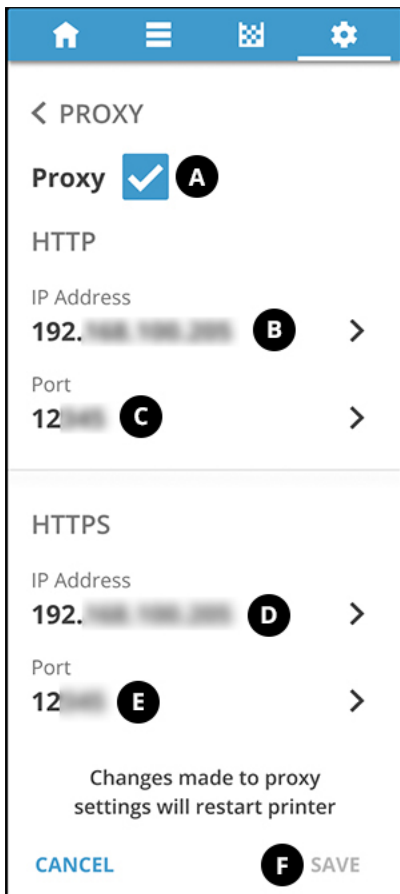 PROXY
Proxy A
HTTP
IP Address
192. B
Port
12 C
HTTPS
IP Address
192. D
Port
12 E
Changes made to proxy
settings will restart printer
CANCEL F SAVE